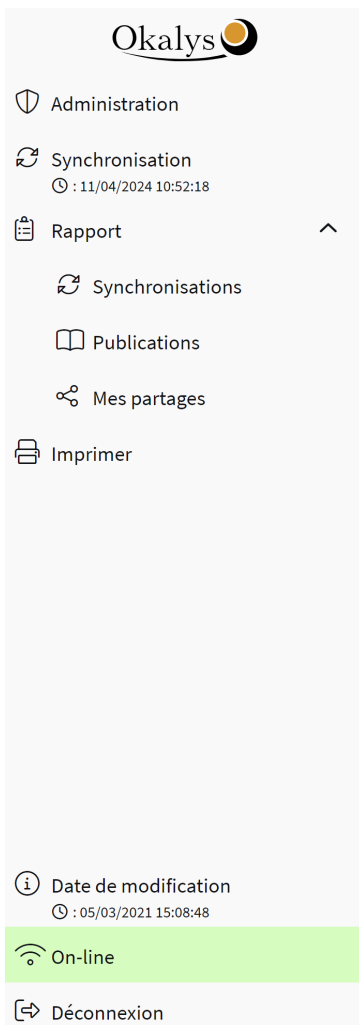 Okalys
Administration
Synchronisation
: 11/04/2024 10:52:18
Rapport
Synchronisations
Publications
Mes partages
Imprimer
Date de modification
: 05/03/2021 15:08:48
On-line
Déconnexion